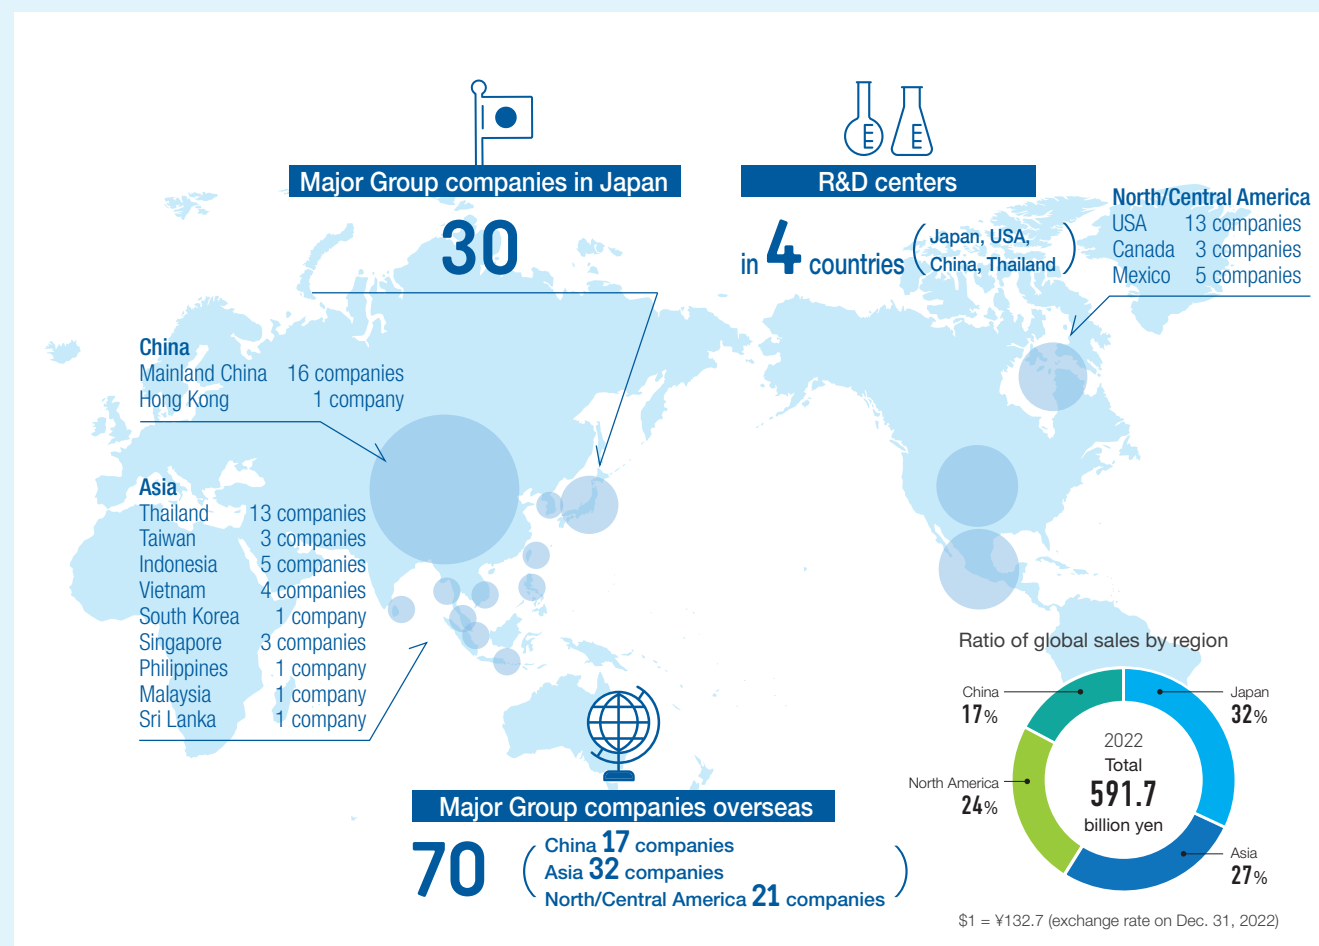 Major Group companies in Japan
30
R&D centers
in 4 countries
Japan, USA,
China, Thailand
E
E
North/Central America
USA 13 companies
Canada 3 companies
Mexico 5 companies
China
Mainland China 16 companies
Hong Kong 1 company
Asia
Thailand 13 companies
Taiwan 3 companies
Indonesia 5 companies
Vietnam 4 companies
South Korea 1 company
Singapore 3 companies
Philippines 1 company
Malaysia 1 company
Sri Lanka 1 company
Major Group companies overseas
70
China 17 companies
Asia 32 companies
North/Central America 21 companies
Ratio of global sales by region
China
17%
Japan
32%
North America
24%
2022
Total
591.7
billion yen
Asia
27%
$1 = ¥132.7 (exchange rate on Dec. 31, 2022)